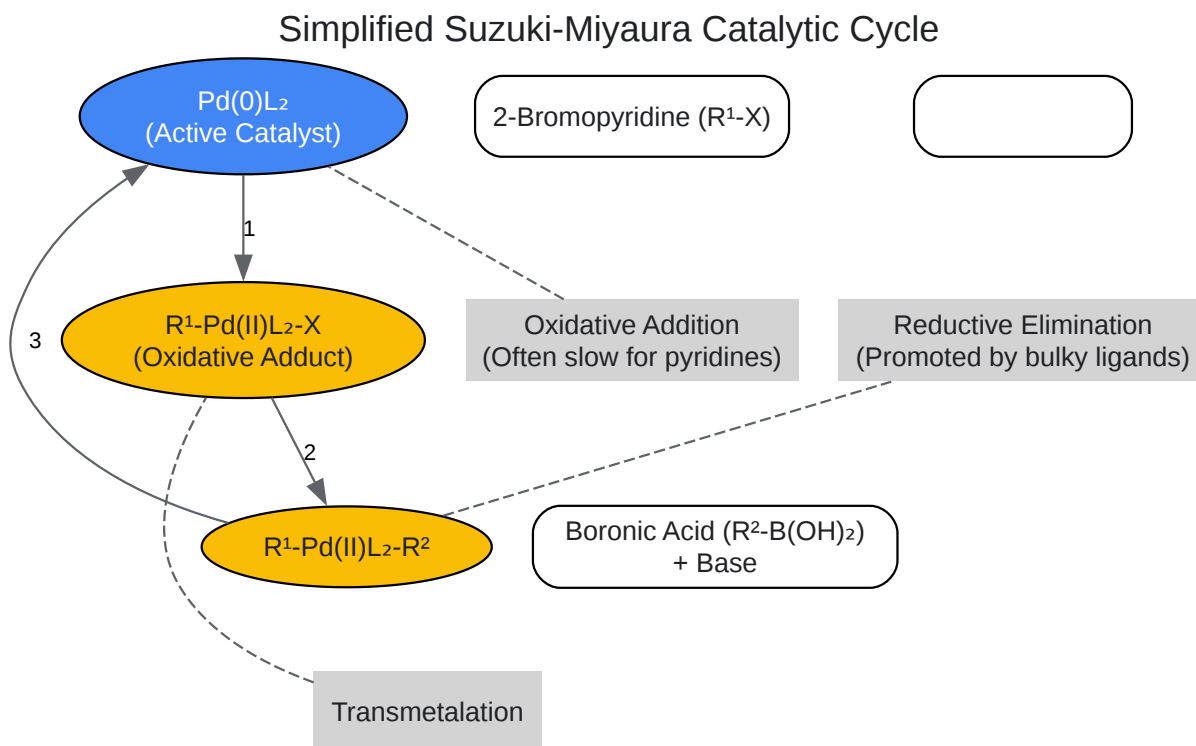 Simplified Suzuki-Miyaura Catalytic Cycle
Pd(0)L₂
(Active Catalyst)
2-Bromopyridine (R¹-X)
1
R¹-Pd(II)L₂-X
(Oxidative Adduct)
3
Oxidative Addition
(Often slow for pyridines)
Reductive Elimination
(Promoted by bulky ligands)
2
R¹-Pd(II)L₂-R²
Boronic Acid (R²-B(OH)₂)
+ Base
Transmetalation